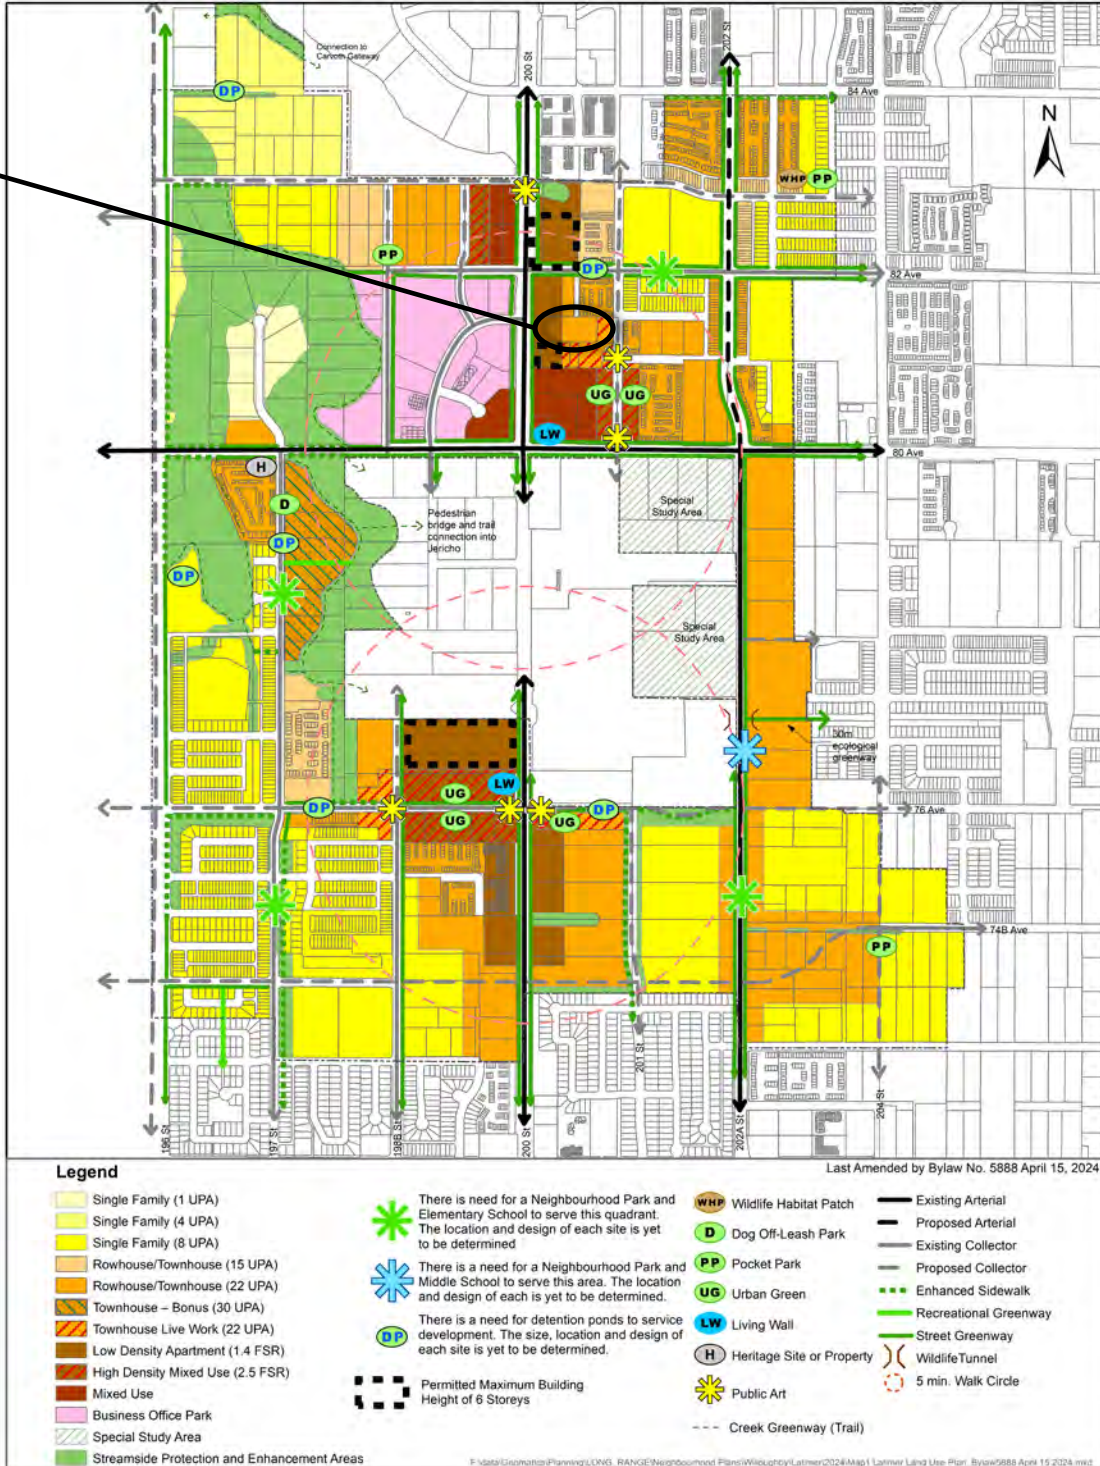 Connection to
Carvolth Gateway
200 St
202 St
84 Ave
N
DP
WHP
PP
PP
DP
82 Ave
UG
UG
LW
80 Ave
H
D
DP
DP
Pedestrian
bridge and trail
connection into
Jericho
Special
Study Area
Special
Study Area
30m
ecological
greenway
LW
UG
UG
UG
DP
DP
76 Ave
74B Ave
PP
196 St
197 St
198B St
200 St
201 St
202A St
204 St
Last Amended by Bylaw No. 5888 April 15, 2024
Legend
Single Family (1 UPA)
Single Family (4 UPA)
Single Family (8 UPA)
Rowhouse/Townhouse (15 UPA)
Rowhouse/Townhouse (22 UPA)
Townhouse – Bonus (30 UPA)
Townhouse Live Work (22 UPA)
Low Density Apartment (1.4 FSR)
High Density Mixed Use (2.5 FSR)
Mixed Use
Business Office Park
Special Study Area
Streamside Protection and Enhancement Areas
There is need for a Neighbourhood Park and
Elementary School to serve this quadrant.
The location and design of each site is yet
to be determined
There is a need for a Neighbourhood Park and
Middle School to serve this area. The location
and design of each is yet to be determined.
DP
There is a need for detention ponds to service
development. The size, location and design of
each site is yet to be determined.
Permitted Maximum Building
Height of 6 Storeys
WHP Wildlife Habitat Patch
D Dog Off-Leash Park
PP Pocket Park
UG Urban Green
LW Living Wall
H Heritage Site or Property
Public Art
Creek Greenway (Trail)
Existing Arterial
Proposed Arterial
Existing Collector
Proposed Collector
Enhanced Sidewalk
Recreational Greenway
Street Greenway
WildlifeTunnel
5 min. Walk Circle